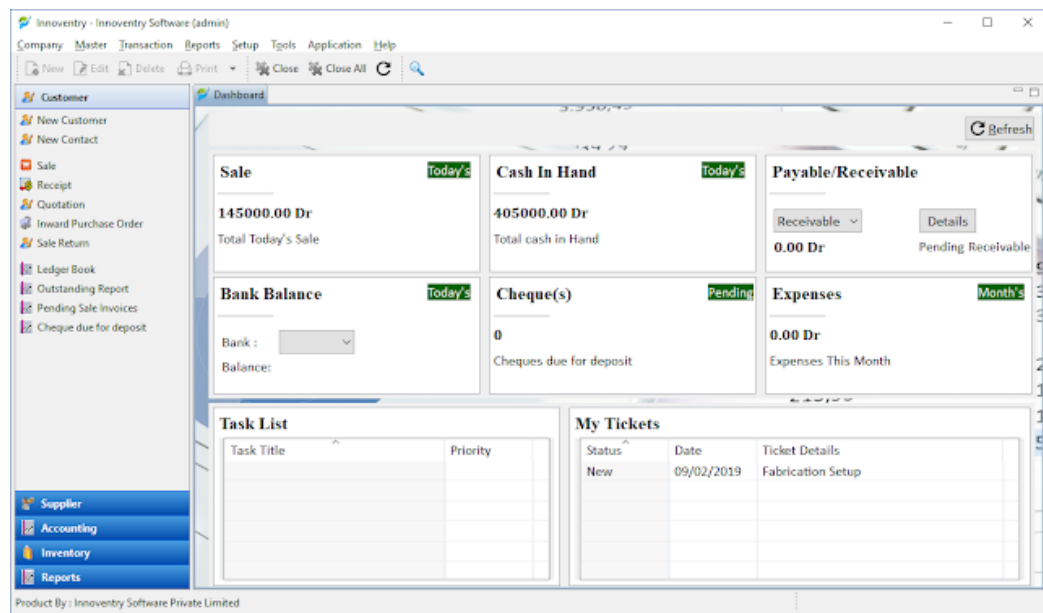 Innoventry - Innoventry Software (admin)
Company Master Transaction Reports Setup Tools Application Help
New Edit Delete Print Close Close All
Customer
New Customer
New Contact
Sale
Receipt
Quotation
Inward Purchase Order
Sale Return
Ledger Book
Outstanding Report
Pending Sale Invoices
Cheque due for deposit
Supplier
Accounting
Inventory
Reports
Dashboard
Refresh
Sale Today's
145000.00 Dr
Total Today's Sale
Cash In Hand Today's
405000.00 Dr
Total cash in Hand
Payable/Receivable
Receivable Details
0.00 Dr Pending Receivable
Bank Balance Today's
Bank :
Balance:
Cheque(s) Pending
0
Cheques due for deposit
Expenses Month's
0.00 Dr
Expenses This Month
Task List
Task Title Priority
My Tickets
Status Date Ticket Details
New 09/02/2019 Fabrication Setup
Product By : Innoventry Software Private Limited